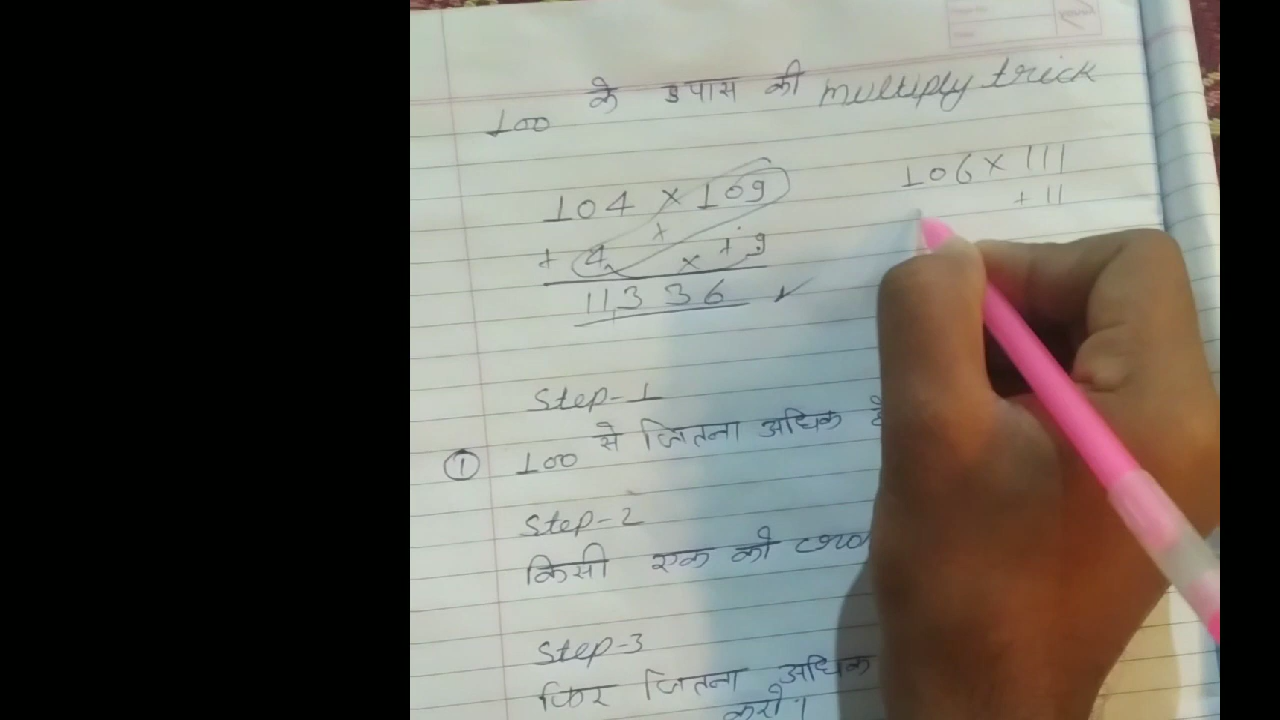 100 के उपास की multiply trick
104 × 109
+ 4 × + 9
11336 ✓
106 × 111
+ 11
Step-1
① 100 से जितना अधिक है
Step-2
किसी एक को
Step-3
फिर जितना अधिक
करो।